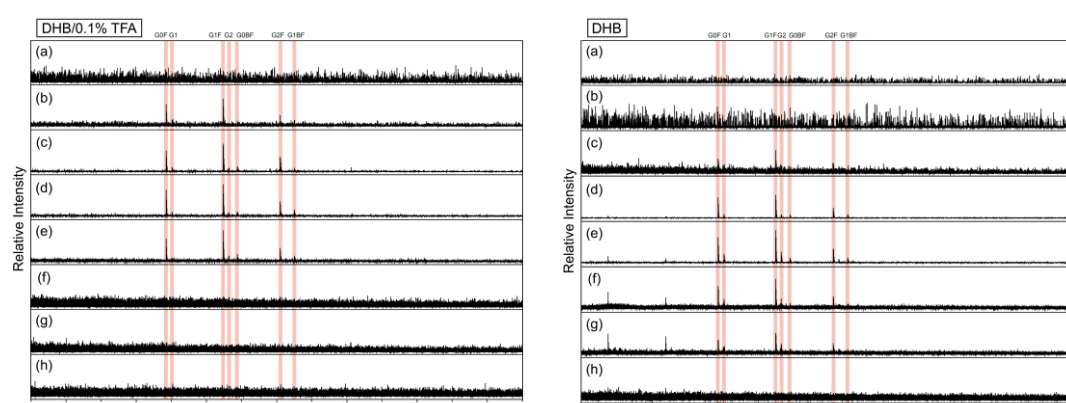 DHB/0.1% TFA
G0F G1 G1F G2 G0BF G2F G1BF
(a)
(b)
(c)
(d)
(e)
(f)
(g)
(h)
Relative Intensity
DHB
G0F G1 G1F G2 G0BF G2F G1BF
(a)
(b)
(c)
(d)
(e)
(f)
(g)
(h)
Relative Intensity